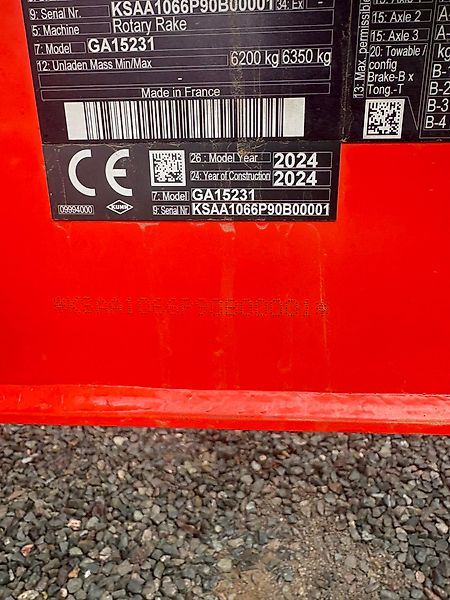 9: Serial Nr KSAA1066P90B00001 34: Ex -
5: Machine Rotary Rake
7: Model GA15231
12: Unladen Mass Min/Max 6200 kg 6350 kg
Made in France
13: Max. permissible
15: Axle 2
15: Axle 3
20: Towable /
config
Brake-B x
Tong.-T
A-
B-
B-2
B-3
B-4
CE
09994000
KUHN
26 : Model Year 2024
24: Year of Construction 2024
7: Model GA15231
9: Serial Nr KSAA1066P90B00001
*KSAA1066P90B00001*